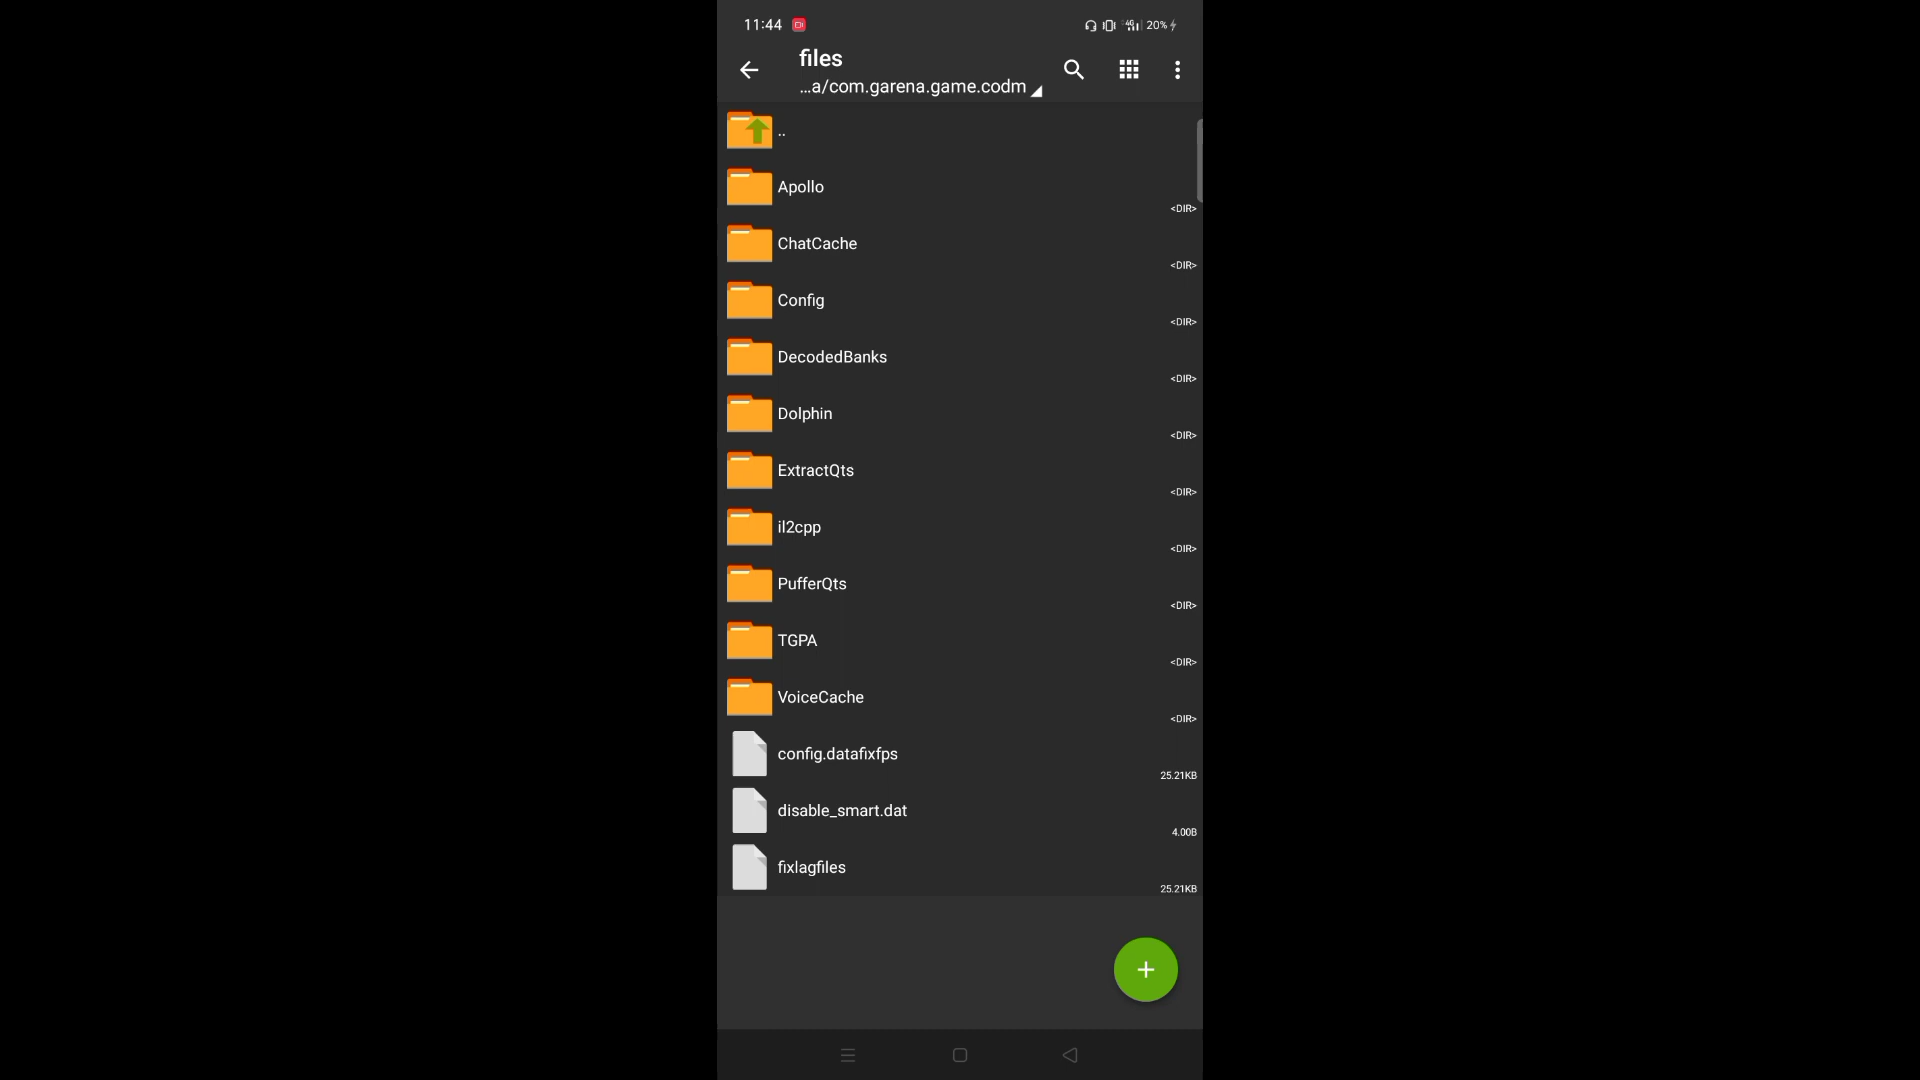 11:44
4G 20%
files
...a/com.garena.game.codm
..
Apollo
<DIR>
ChatCache
<DIR>
Config
<DIR>
DecodedBanks
<DIR>
Dolphin
<DIR>
ExtractQts
<DIR>
il2cpp
<DIR>
PufferQts
<DIR>
TGPA
<DIR>
VoiceCache
<DIR>
config.datafixfps
25.21KB
disable_smart.dat
4.00B
fixlagfiles
25.21KB